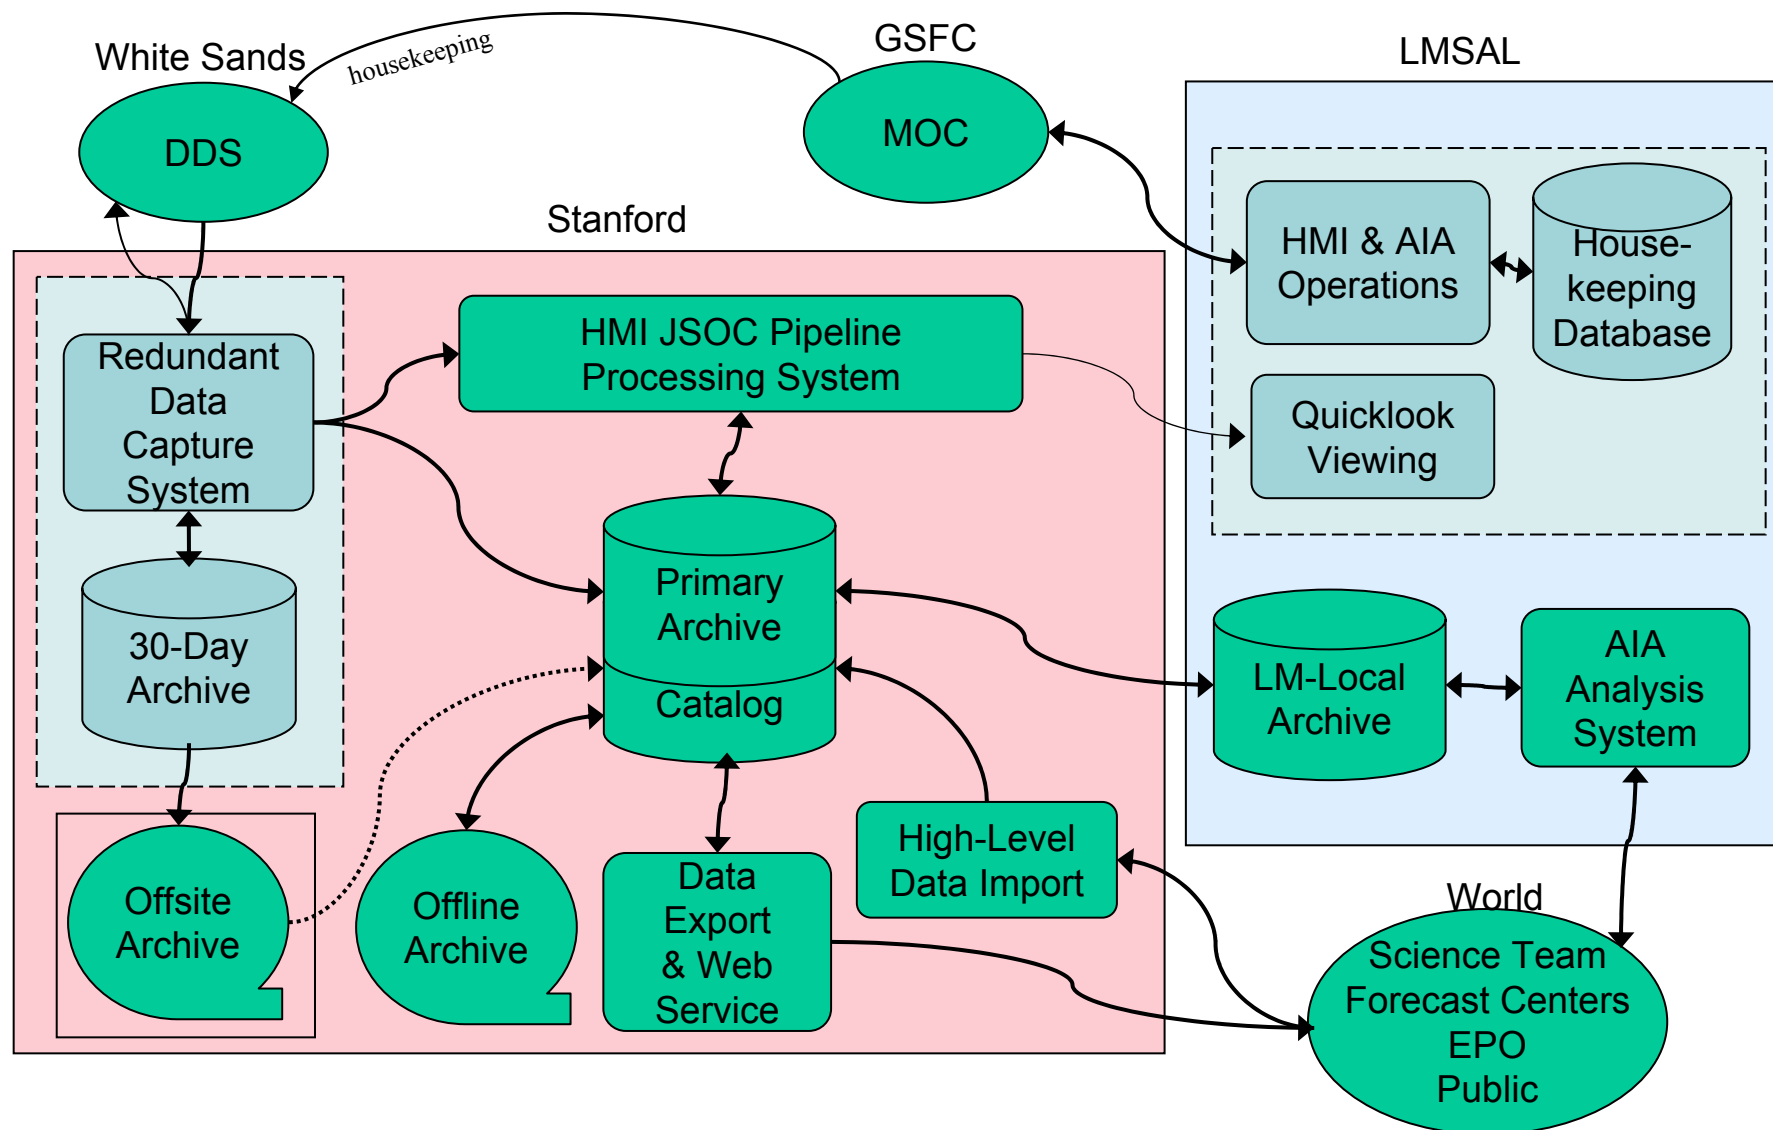 White Sands
housekeeping
GSFC
LMSAL
DDS
MOC
Stanford
HMI & AIA
Operations
House-
keeping
Database
Redundant
Data
Capture
System
HMI JSOC Pipeline
Processing System
Quicklook
Viewing
30-Day
Archive
Primary
Archive
Catalog
LM-Local
Archive
AIA
Analysis
System
Offsite
Archive
Offline
Archive
Data
Export
& Web
Service
High-Level
Data Import
World
Science Team
Forecast Centers
EPO
Public